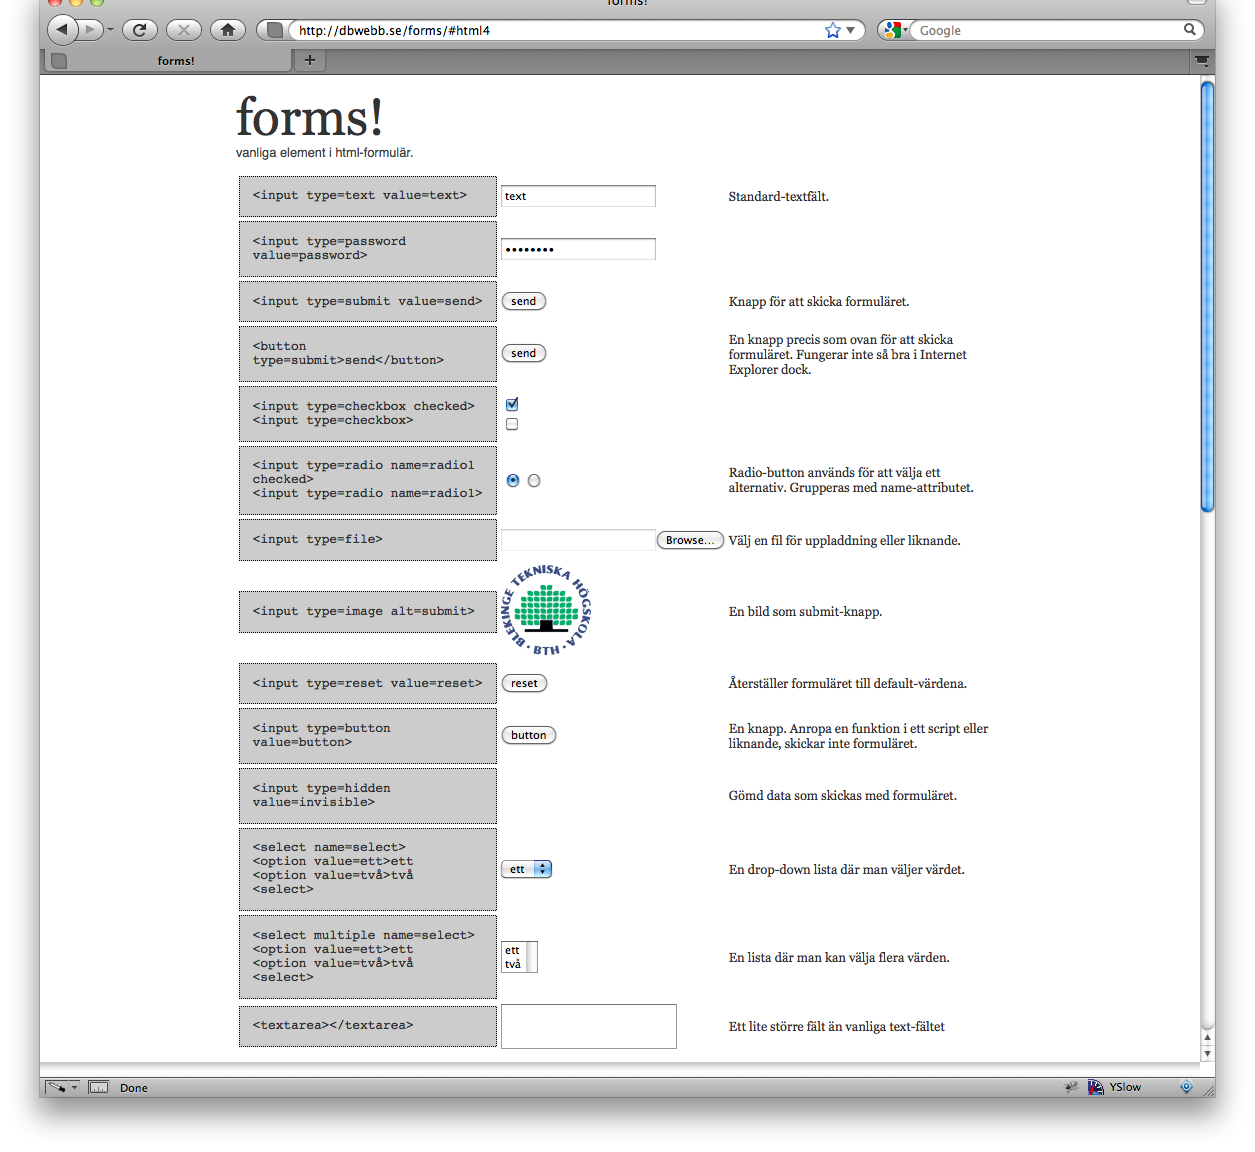 forms!
http://dbwebb.se/forms/#html4
Google
forms!
forms!
vanliga element i html-formulär.
<input type=text value=text>
text
Standard-textfält.
<input type=password
value=password>
••••••••
<input type=submit value=send>
send
Knapp för att skicka formuläret.
<button
type=submit>send</button>
send
En knapp precis som ovan för att skicka
formuläret. Fungerar inte så bra i Internet
Explorer dock.
<input type=checkbox checked>
<input type=checkbox>
<input type=radio name=radio1
checked>
<input type=radio name=radio1>
Radio-button används för att välja ett
alternativ. Grupperas med name-attributet.
<input type=file>
Browse...
Välj en fil för uppladdning eller liknande.
<input type=image alt=submit>
BLEKINGE TEKNISKA HÖGSKOLA · BTH ·
En bild som submit-knapp.
<input type=reset value=reset>
reset
Återställer formuläret till default-värdena.
<input type=button
value=button>
button
En knapp. Anropa en funktion i ett script eller
liknande, skickar inte formuläret.
<input type=hidden
value=invisible>
Gömd data som skickas med formuläret.
<select name=select>
<option value=ett>ett
<option value=två>två
<select>
ett
En drop-down lista där man väljer värdet.
<select multiple name=select>
<option value=ett>ett
<option value=två>två
<select>
ett
två
En lista där man kan välja flera värden.
<textarea></textarea>
Ett lite större fält än vanliga text-fältet
Done
YSlow